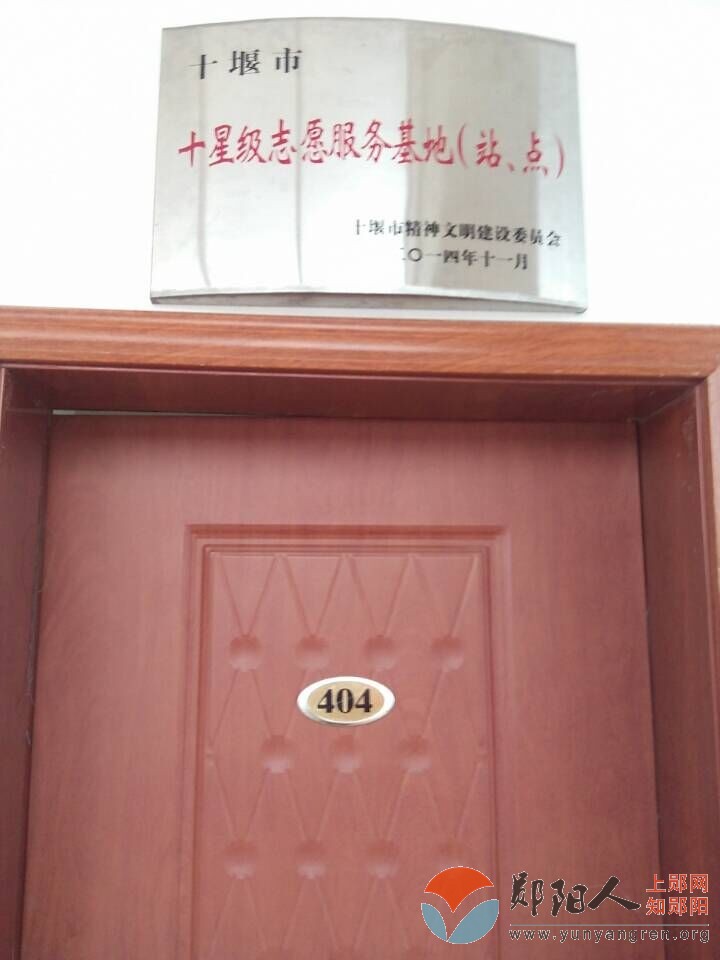 十堰市
十星级志愿服务基地(站、点)
十堰市精神文明建设委员会
二〇一四年十一月
404
郧阳人
上郧网
知郧阳
www.yunyangren.org